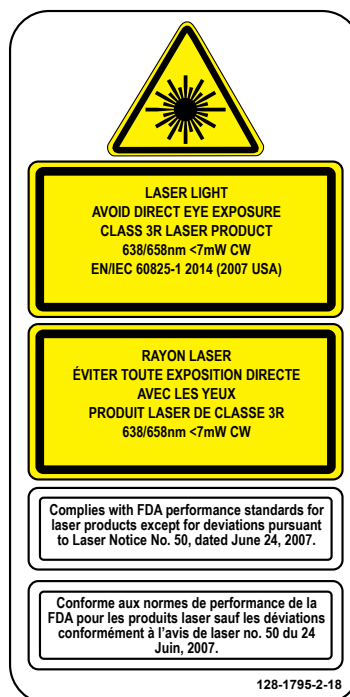 LASER LIGHT
AVOID DIRECT EYE EXPOSURE
CLASS 3R LASER PRODUCT
638/658nm <7mW CW
EN/IEC 60825-1 2014 (2007 USA)
RAYON LASER
ÉVITER TOUTE EXPOSITION DIRECTE
AVEC LES YEUX
PRODUIT LASER DE CLASSE 3R
638/658nm <7mW CW
Complies with FDA performance standards for
laser products except for deviations pursuant
to Laser Notice No. 50, dated June 24, 2007.
Conforme aux normes de performance de la
FDA pour les produits laser sauf les déviations
conformément à l'avis de laser no. 50 du 24
Juin, 2007.
128-1795-2-18